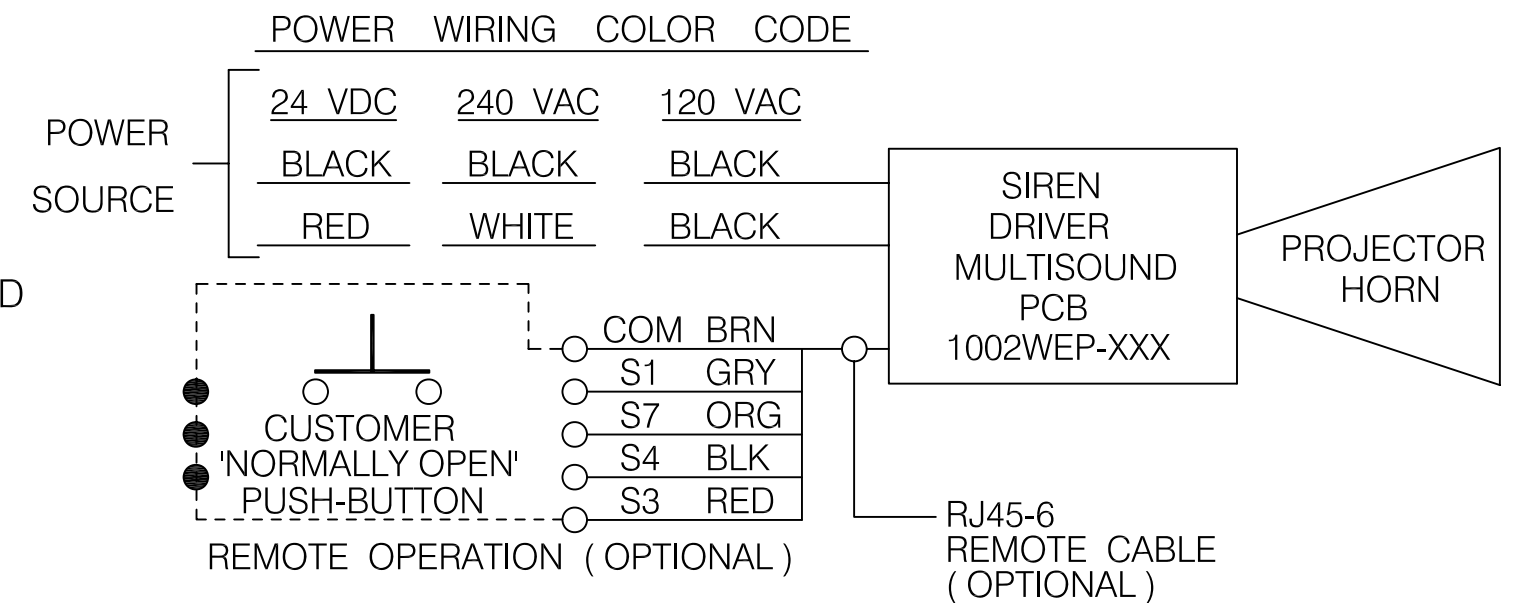 POWER WIRING COLOR CODE
POWER
SOURCE
24 VDC 240 VAC 120 VAC
BLACK BLACK BLACK
RED WHITE BLACK
SIREN
DRIVER
MULTISOUND
PCB
1002WEP-XXX
PROJECTOR
HORN
D
COM BRN
S1 GRY
S7 ORG
S4 BLK
S3 RED
CUSTOMER
'NORMALLY OPEN'
PUSH-BUTTON
REMOTE OPERATION ( OPTIONAL )
RJ45-6
REMOTE CABLE
( OPTIONAL )